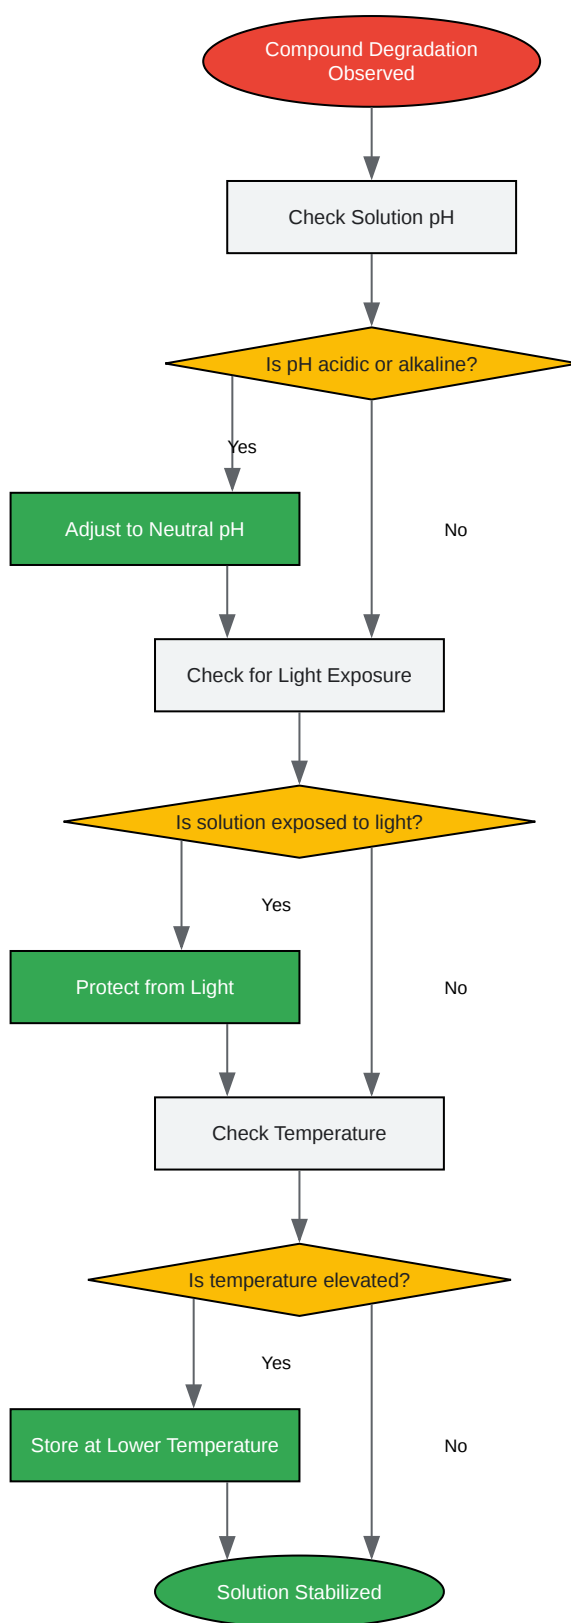 Compound Degradation
Observed
Check Solution pH
Is pH acidic or alkaline?
Yes
Adjust to Neutral pH
No
Check for Light Exposure
Is solution exposed to light?
Yes
Protect from Light
No
Check Temperature
Is temperature elevated?
Yes
Store at Lower Temperature
No
Solution Stabilized